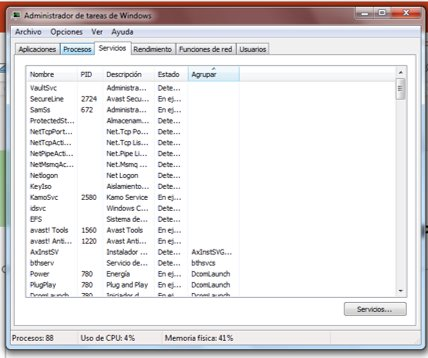 Administrador de tareas de Windows
Archivo Opciones Ver Ayuda
Aplicaciones Procesos Servicios Rendimiento Funciones de red Usuarios
Nombre PID Descripción Estado Agrupar
VaultSvc Administra... Dete...
SecureLine 2724 Avast Secu... En ej...
SamSs 672 Administra... En ej...
ProtectedSt... Almacenam... Dete...
NetTcpPort... Net.Tcp Po... Dete...
NetTcpActi... Net.Tcp Lis... Dete...
NetPipeActi... Net.Pipe Li... Dete...
NetMsmqAc... Net.Msmq ... Dete...
Netlogon Net Logon Dete...
KeyIso Aislamiento... Dete...
KamoSvc 2580 Kamo Service En ej...
idsvc Windows C... Dete...
EFS Sistema de... Dete...
avast! Tools 1560 Avast Tools En ej...
avast! Anti... 1220 Avast Anti... En ej...
AxInstSV Instalador ... Dete... AxInstSVG...
bthserv Servicio de... Dete... bthsvcs
Power 780 Energía En ej... DcomLaunch
PlugPlay 780 Plug and Play En ej... DcomLaunch
DcomLaunch 780 Iniciador d... En ej... DcomLaunch
Servicios...
Procesos: 88 Uso de CPU: 4% Memoria física: 41%